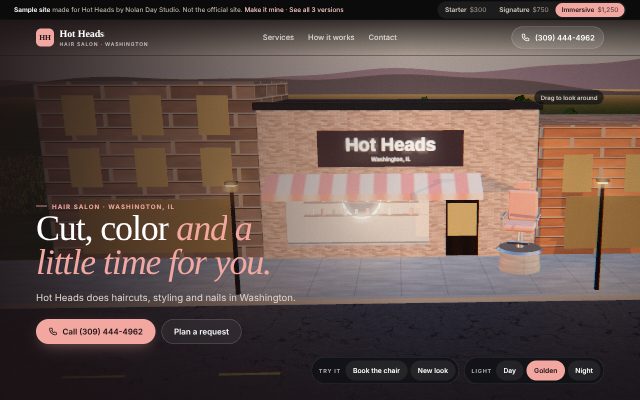 Sample site made for Hot Heads by Nolan Day Studio. Not the official site. Make it mine · See all 3 versions
Starter $300 Signature $750 Immersive $1,250
HH
Hot Heads
HAIR SALON · WASHINGTON
Services How it works Contact
(309) 444-4962
Drag to look around
Hot Heads
Washington, IL
HAIR SALON · WASHINGTON, IL
Cut, color and a
little time for you.
Hot Heads does haircuts, styling and nails in Washington.
Call (309) 444-4962 Plan a request
TRY IT Book the chair New look
LIGHT Day Golden Night